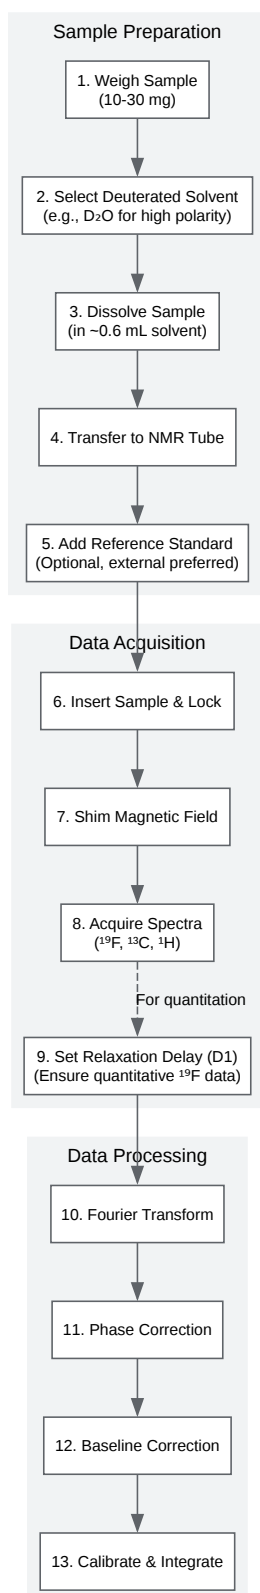 Sample Preparation
1. Weigh Sample
(10-30 mg)
2. Select Deuterated Solvent
(e.g., D₂O for high polarity)
3. Dissolve Sample
(in ~0.6 mL solvent)
4. Transfer to NMR Tube
5. Add Reference Standard
(Optional, external preferred)
Data Acquisition
6. Insert Sample & Lock
7. Shim Magnetic Field
8. Acquire Spectra
(¹⁹F, ¹³C, ¹H)
For quantitation
9. Set Relaxation Delay (D1)
(Ensure quantitative ¹⁹F data)
Data Processing
10. Fourier Transform
11. Phase Correction
12. Baseline Correction
13. Calibrate & Integrate